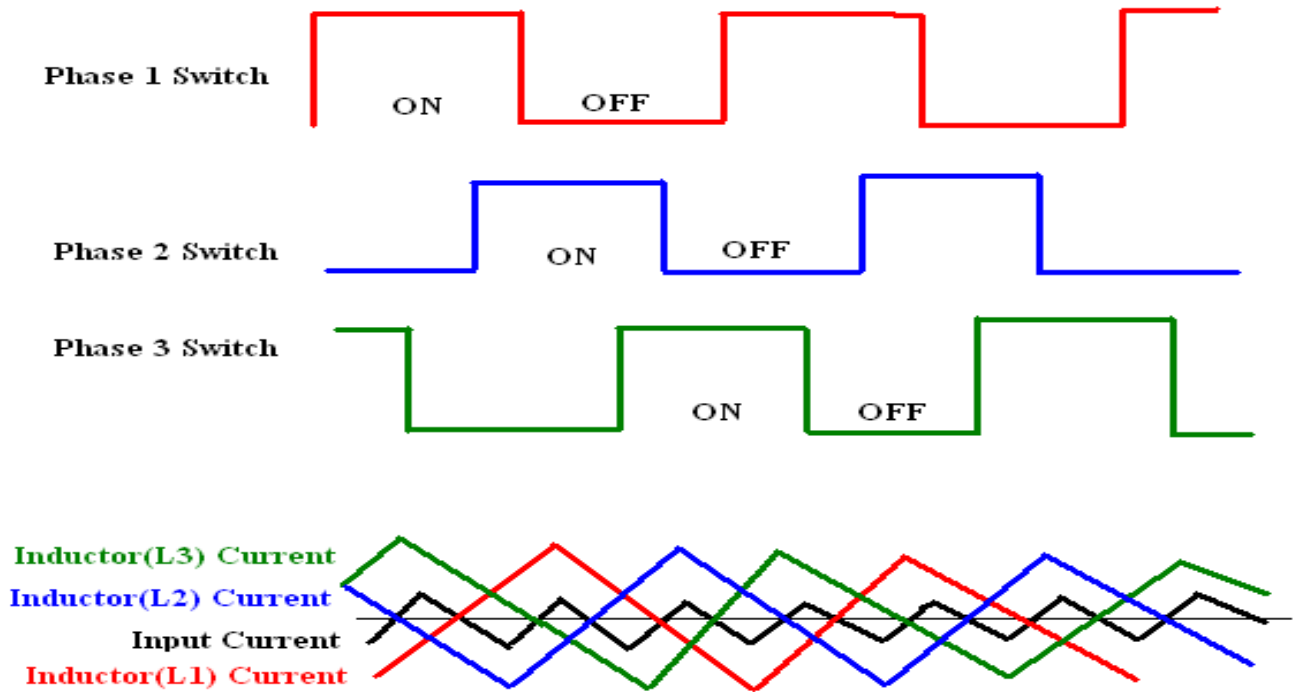 Phase 1 Switch
ON
OFF
Phase 2 Switch
ON
OFF
Phase 3 Switch
ON
OFF
Inductor(L3) Current
Inductor(L2) Current
Input Current
Inductor(L1) Current